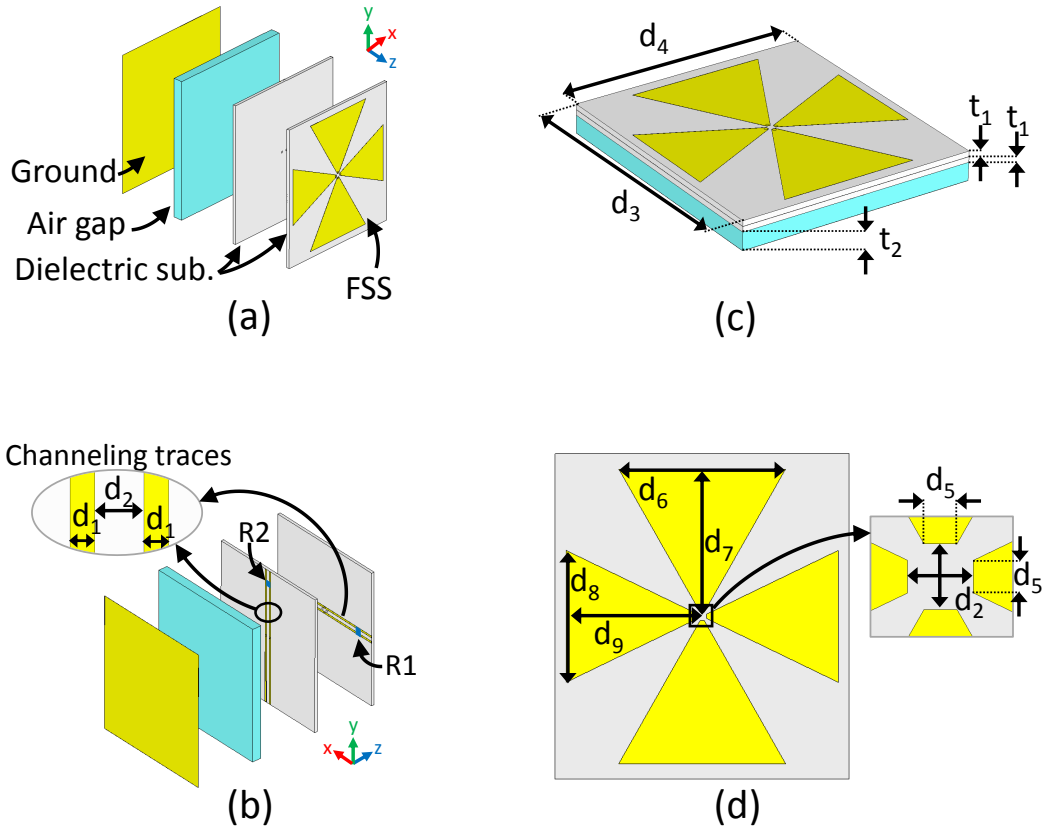 y
x
z
Ground
Air gap
Dielectric sub.
FSS
(a)
d4
t1
t1
d3
t2
(c)
Channeling traces
d2
d1
d1
R2
R1
y
x
z
(b)
d6
d7
d8
d9
d5
d5
d2
(d)